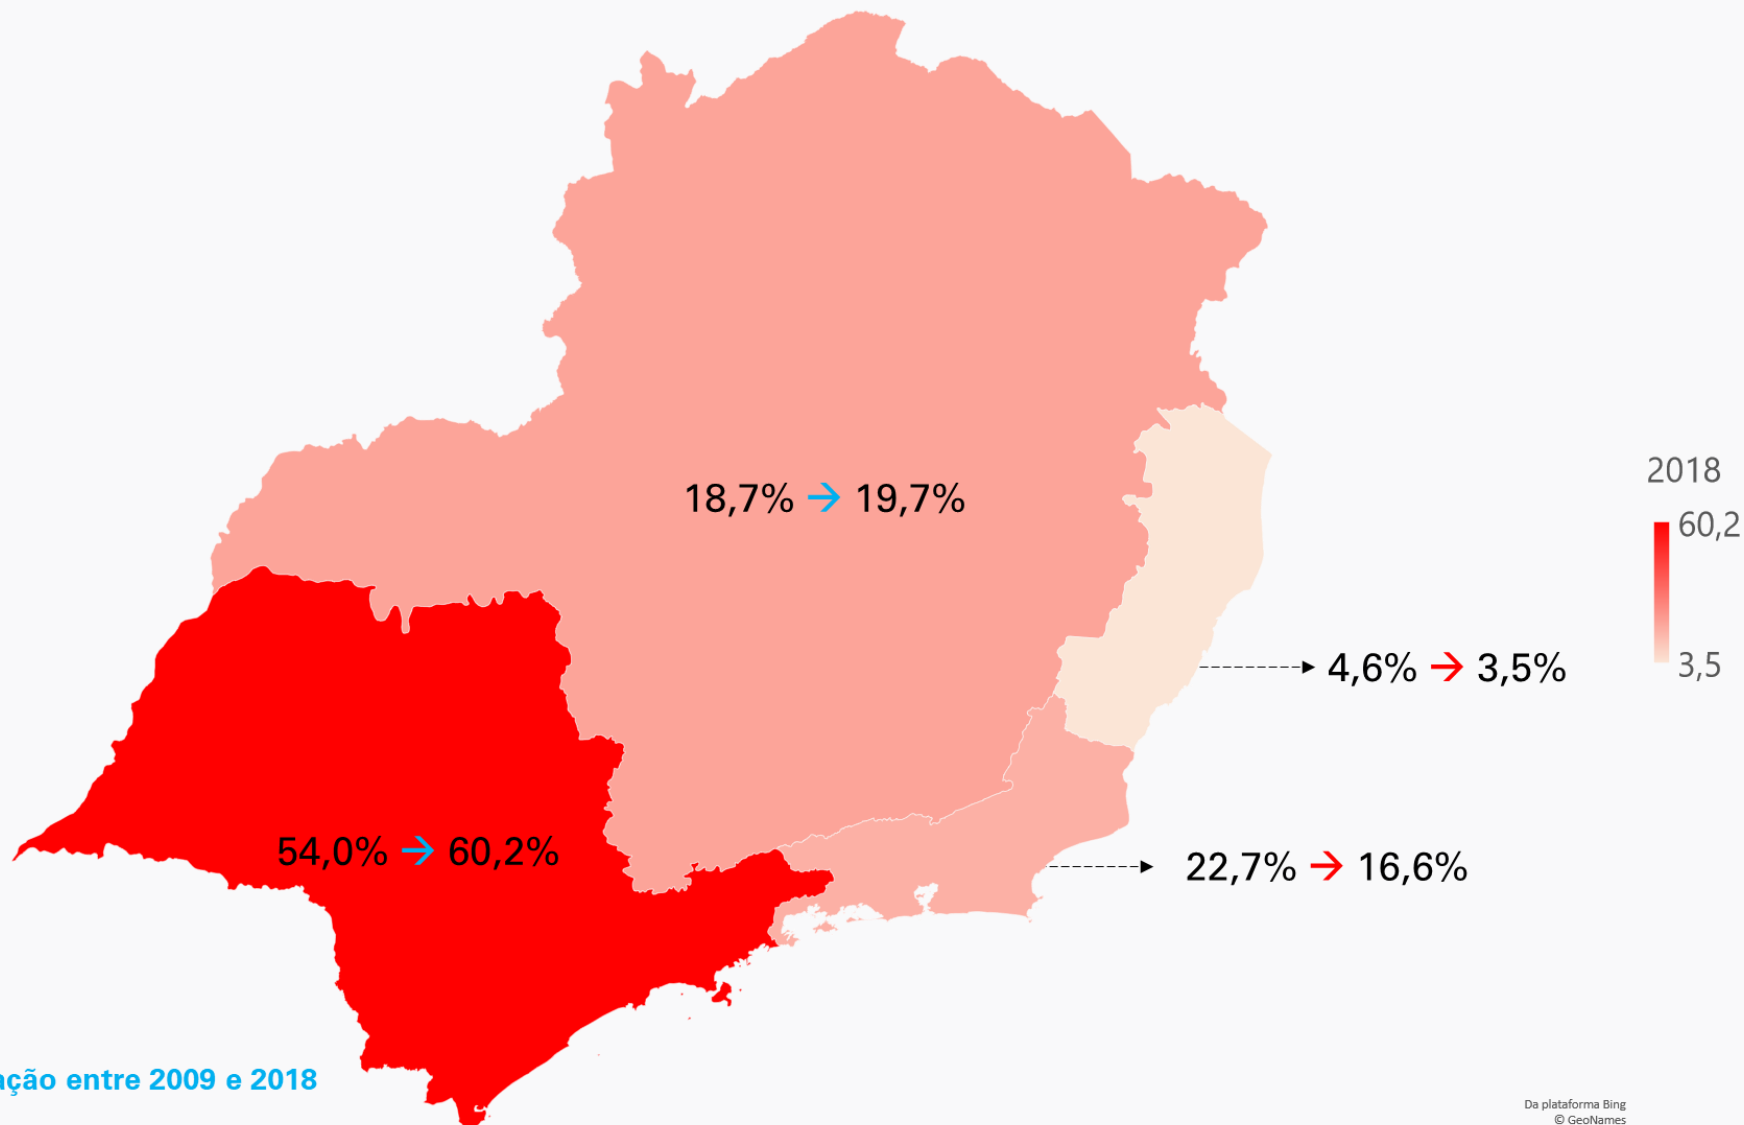 18,7% → 19,7%
2018
60,2
3,5
4,6% → 3,5%
54,0% → 60,2%
22,7% → 16,6%
entre 2009 e 2018
Da plataforma Bing
© GeoNames